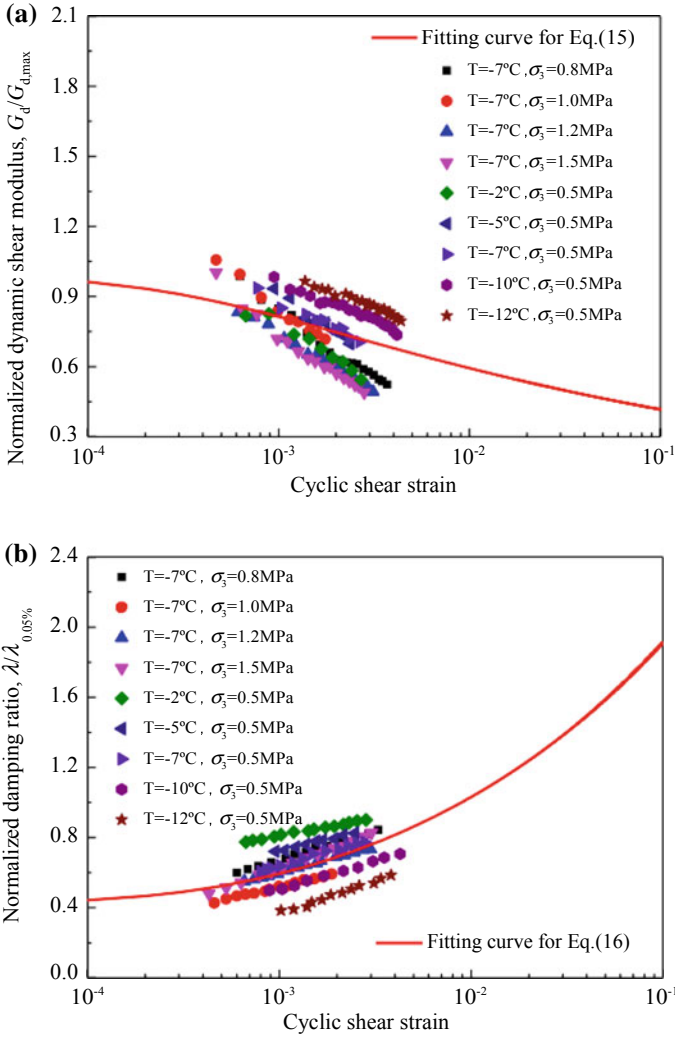 (a)
2.1
1.8
1.5
1.2
0.9
0.6
0.3
Normalized dynamic shear modulus, G_d/G_d,max
Fitting curve for Eq.(15)
T=-7ºC, σ₃=0.8MPa
T=-7ºC, σ₃=1.0MPa
T=-7ºC, σ₃=1.2MPa
T=-7ºC, σ₃=1.5MPa
T=-2ºC, σ₃=0.5MPa
T=-5ºC, σ₃=0.5MPa
T=-7ºC, σ₃=0.5MPa
T=-10ºC, σ₃=0.5MPa
T=-12ºC, σ₃=0.5MPa
10⁻⁴ 10⁻³ 10⁻² 10⁻¹
Cyclic shear strain
(b)
2.4
2.0
1.6
1.2
0.8
0.4
0.0
Normalized damping ratio, λ/λ_0.05%
T=-7ºC, σ₃=0.8MPa
T=-7ºC, σ₃=1.0MPa
T=-7ºC, σ₃=1.2MPa
T=-7ºC, σ₃=1.5MPa
T=-2ºC, σ₃=0.5MPa
T=-5ºC, σ₃=0.5MPa
T=-7ºC, σ₃=0.5MPa
T=-10ºC, σ₃=0.5MPa
T=-12ºC, σ₃=0.5MPa
Fitting curve for Eq.(16)
10⁻⁴ 10⁻³ 10⁻² 10⁻¹
Cyclic shear strain